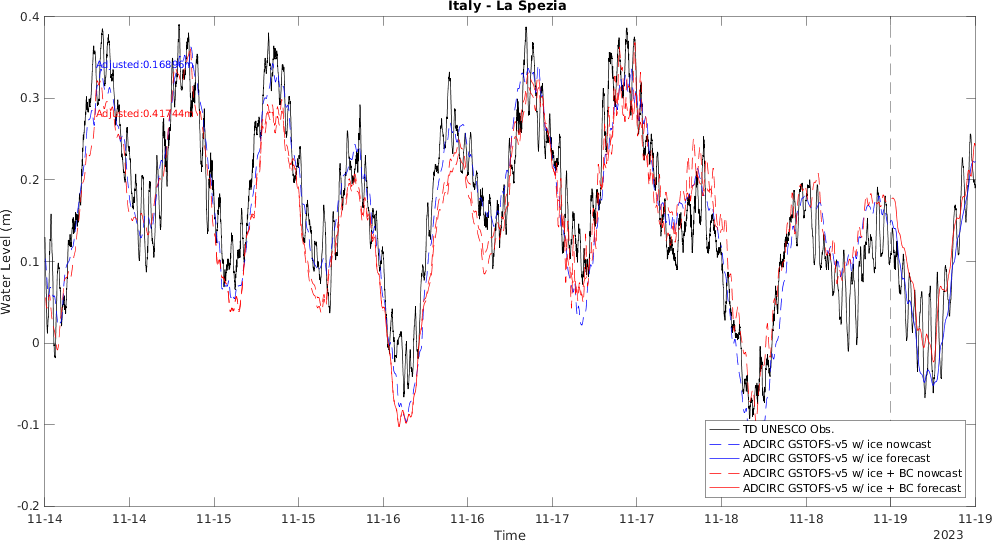 Italy - La Spezia
0.4
0.3
0.2
0.1
0
-0.1
-0.2
Water Level (m)
Adjusted:0.16896m
Adjusted:0.41744m
TD UNESCO Obs.
ADCIRC GSTOFS-v5 w/ ice nowcast
ADCIRC GSTOFS-v5 w/ ice forecast
ADCIRC GSTOFS-v5 w/ ice + BC nowcast
ADCIRC GSTOFS-v5 w/ ice + BC forecast
11-14 11-14 11-15 11-15 11-16 11-16 11-17 11-17 11-18 11-18 11-19 11-19
Time
2023